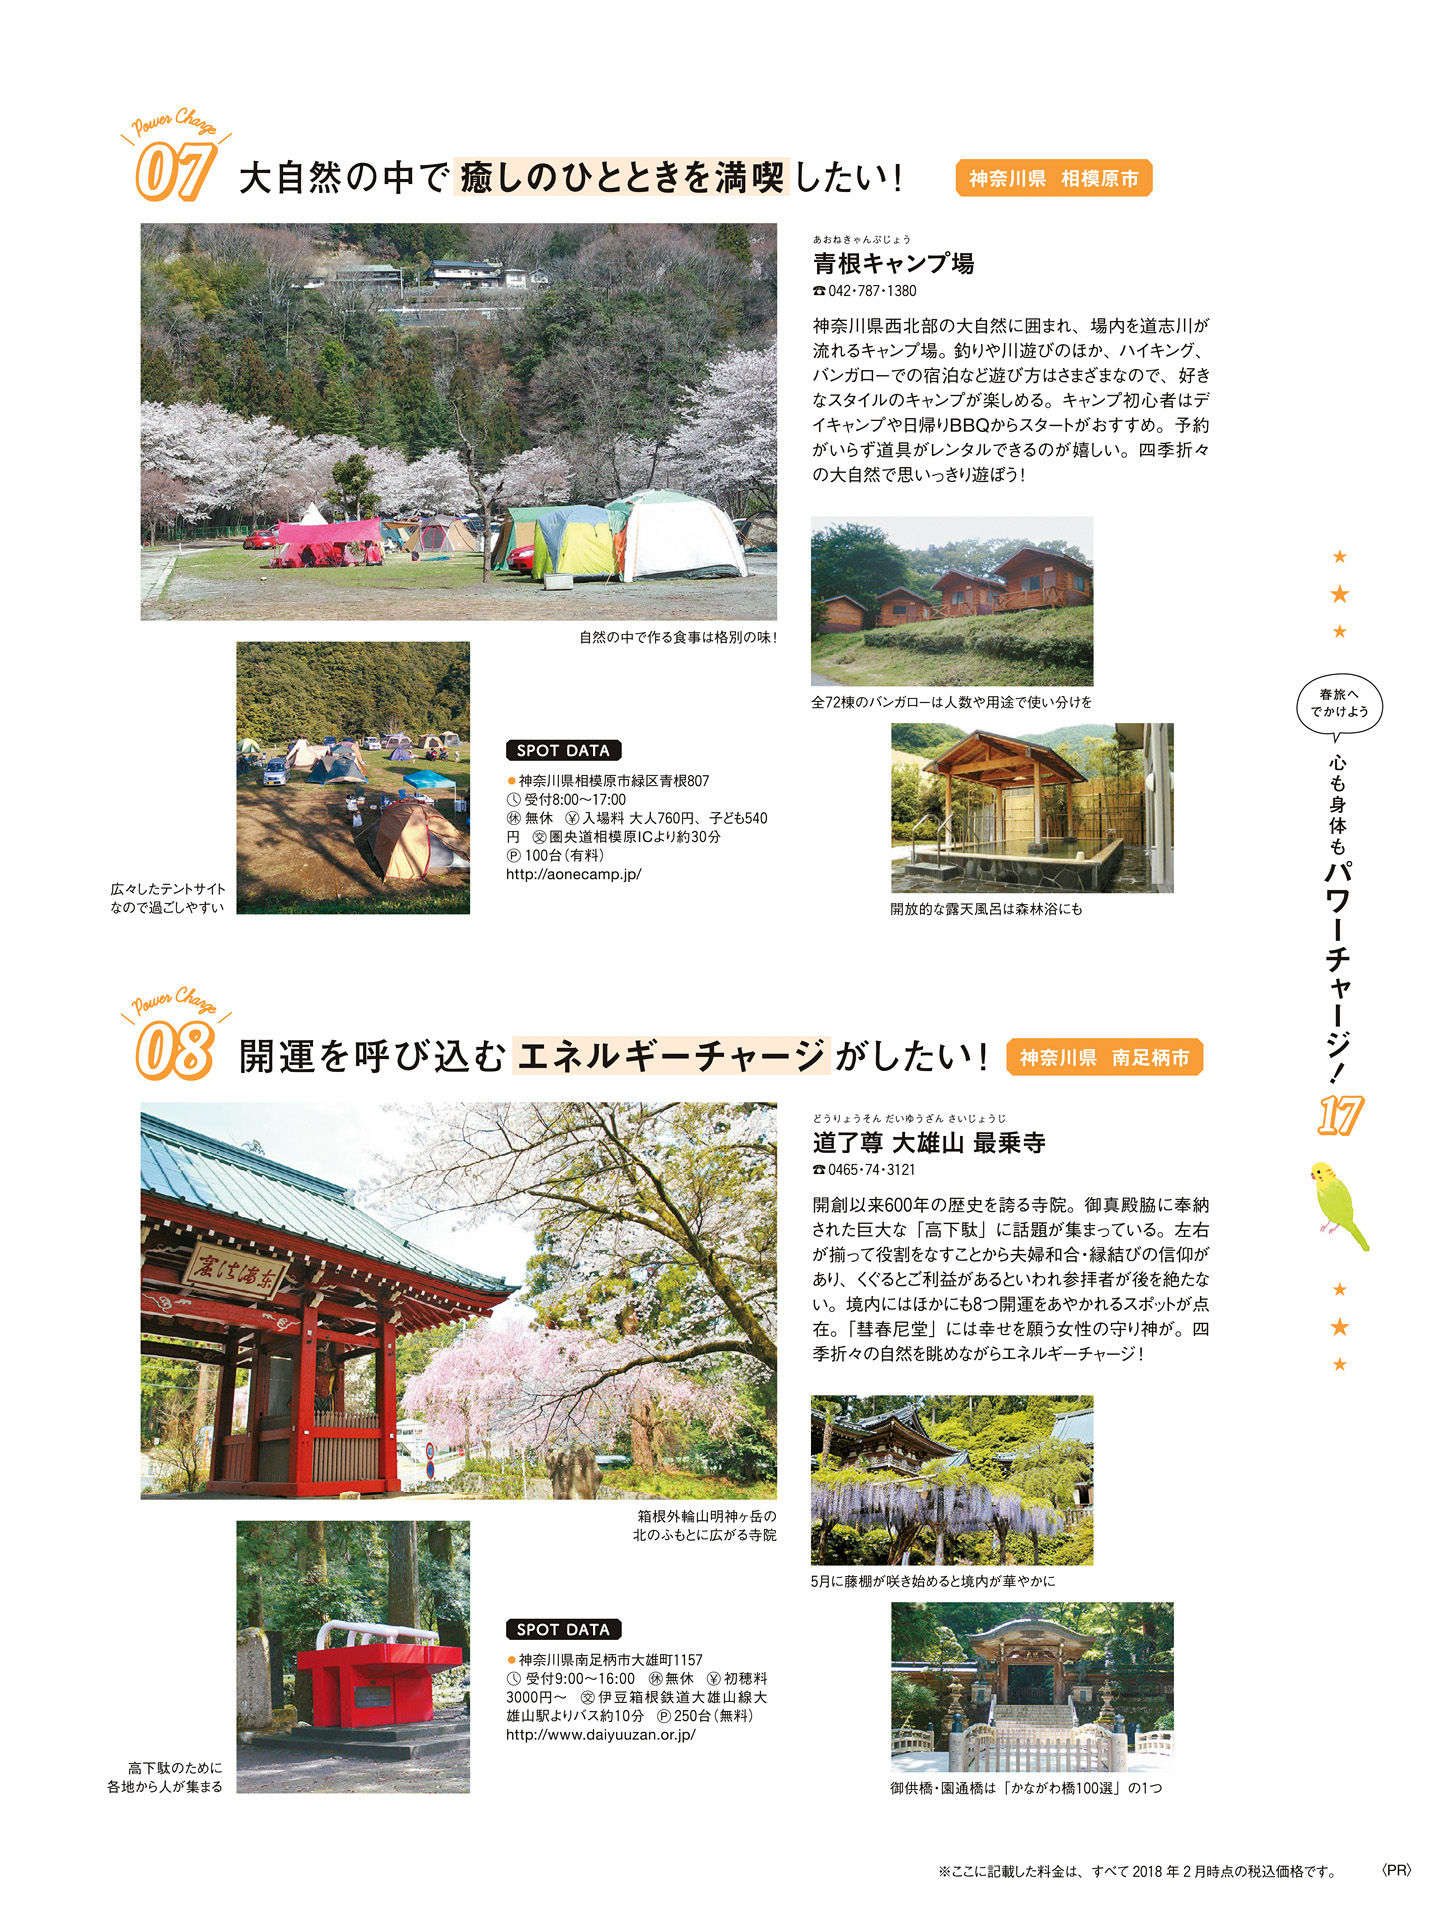 Power Charge
07
大自然の中で癒しのひとときを満喫したい！
神奈川県 相模原市
あおねきゃんぷじょう
青根キャンプ場
☎042・787・1380
神奈川県西北部の大自然に囲まれ、場内を道志川が
流れるキャンプ場。釣りや川遊びのほか、ハイキング、
バンガローでの宿泊など遊び方はさまざまなので、好き
なスタイルのキャンプが楽しめる。キャンプ初心者はデ
イキャンプや日帰りBBQからスタートがおすすめ。予約
がいらず道具がレンタルできるのが嬉しい。四季折々
の大自然で思いっきり遊ぼう！
自然の中で作る食事は格別の味！
全72棟のバンガローは人数や用途で使い分けを
開放的な露天風呂は森林浴にも
広々したテントサイト
なので過ごしやすい
SPOT DATA
●神奈川県相模原市緑区青根807
受付8:00～17:00
休無休 ¥入場料 大人760円、子ども540
円 交圏央道相模原ICより約30分
P100台（有料）
http://aonecamp.jp/
Power Charge
08
開運を呼び込むエネルギーチャージがしたい！
神奈川県 南足柄市
どうりょうそん だいゆうざん さいじょうじ
道了尊 大雄山 最乗寺
☎0465・74・3121
開創以来600年の歴史を誇る寺院。御真殿脇に奉納
された巨大な「高下駄」に話題が集まっている。左右
が揃って役割をなすことから夫婦和合・縁結びの信仰が
あり、くぐるとご利益があるといわれ参拝者が後を絶たな
い。境内にはほかにも8つ開運をあやかれるスポットが点
在。「彗春尼堂」には幸せを願う女性の守り神が。四
季折々の自然を眺めながらエネルギーチャージ！
箱根外輪山明神ヶ岳の
北のふもとに広がる寺院
5月に藤棚が咲き始めると境内が華やかに
御供橋・園通橋は「かながわ橋100選」の1つ
高下駄のために
各地から人が集まる
SPOT DATA
●神奈川県南足柄市大雄町1157
受付9:00～16:00 休無休 ¥初穂料
3000円～ 交伊豆箱根鉄道大雄山線大
雄山駅よりバス約10分 P250台（無料）
http://www.daiyuuzan.or.jp/
春旅へ
でかけよう
心も身体もパワーチャージ！
17
※ここに記載した料金は、すべて2018年2月時点の税込価格です。
〈PR〉